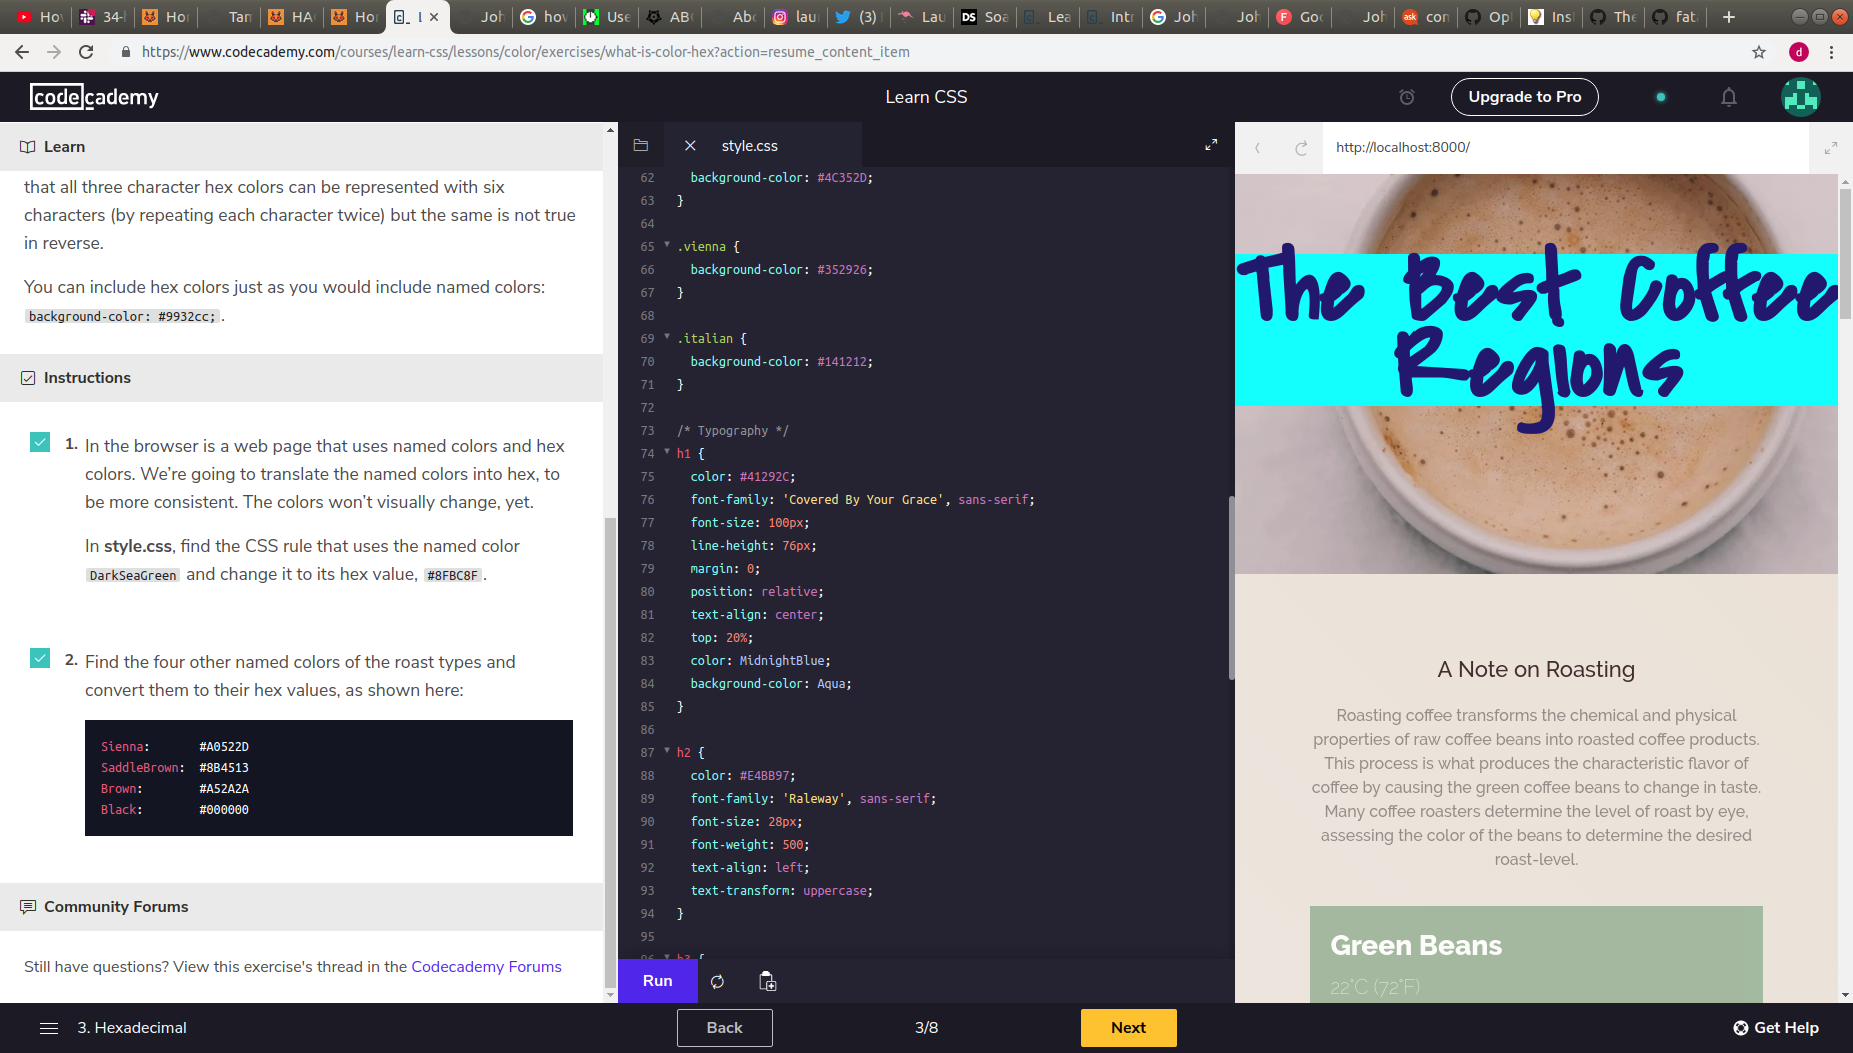 How
34-
Hor
Tam
HAC
Hor
L
Joh
hov
Use
ABC
Abo
laur
(3)
Lau
Soa
Lea
Intr
Joh
Joh
Goo
Joh
con
Opi
Inst
The
fata
https://www.codecademy.com/courses/learn-css/lessons/color/exercises/what-is-color-hex?action=resume_content_item
d
codecademy
Learn CSS
Upgrade to Pro
Learn
that all three character hex colors can be represented with six
characters (by repeating each character twice) but the same is not true
in reverse.
You can include hex colors just as you would include named colors:
background-color: #9932cc;.
Instructions
1. In the browser is a web page that uses named colors and hex
colors. We’re going to translate the named colors into hex, to
be more consistent. The colors won’t visually change, yet.
In style.css, find the CSS rule that uses the named color
DarkSeaGreen and change it to its hex value, #8FBC8F.
2. Find the four other named colors of the roast types and
convert them to their hex values, as shown here:
Sienna: #A0522D
SaddleBrown: #8B4513
Brown: #A52A2A
Black: #000000
Community Forums
Still have questions? View this exercise's thread in the Codecademy Forums
style.css
62 background-color: #4C352D;
63 }
64
65 .vienna {
66 background-color: #352926;
67 }
68
69 .italian {
70 background-color: #141212;
71 }
72
73 /* Typography */
74 h1 {
75 color: #41292C;
76 font-family: 'Covered By Your Grace', sans-serif;
77 font-size: 100px;
78 line-height: 76px;
79 margin: 0;
80 position: relative;
81 text-align: center;
82 top: 20%;
83 color: MidnightBlue;
84 background-color: Aqua;
85 }
86
87 h2 {
88 color: #E4BB97;
89 font-family: 'Raleway', sans-serif;
90 font-size: 28px;
91 font-weight: 500;
92 text-align: left;
93 text-transform: uppercase;
94 }
95
96 h3 {
Run
http://localhost:8000/
The Best Coffee
Regions
A Note on Roasting
Roasting coffee transforms the chemical and physical
properties of raw coffee beans into roasted coffee products.
This process is what produces the characteristic flavor of
coffee by causing the green coffee beans to change in taste.
Many coffee roasters determine the level of roast by eye,
assessing the color of the beans to determine the desired
roast-level.
Green Beans
22°C (72°F)
3. Hexadecimal
Back
3/8
Next
Get Help